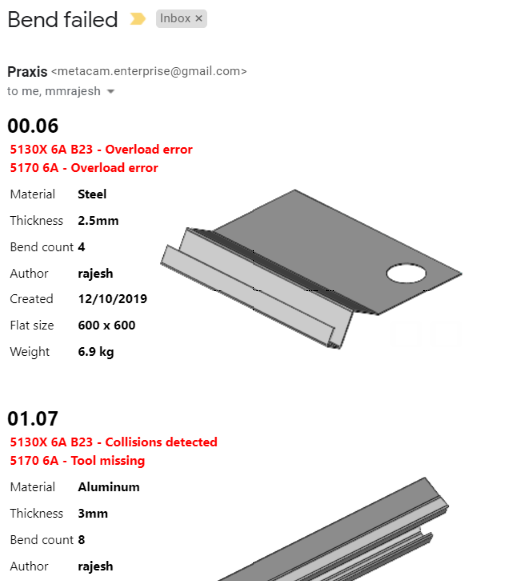 Bend failed Inbox ×
Praxis <metacam.enterprise@gmail.com>
to me, mmrajesh
00.06
5130X 6A B23 - Overload error
5170 6A - Overload error
Material Steel
Thickness 2.5mm
Bend count 4
Author rajesh
Created 12/10/2019
Flat size 600 x 600
Weight 6.9 kg
01.07
5130X 6A B23 - Collisions detected
5170 6A - Tool missing
Material Aluminum
Thickness 3mm
Bend count 8
Author rajesh